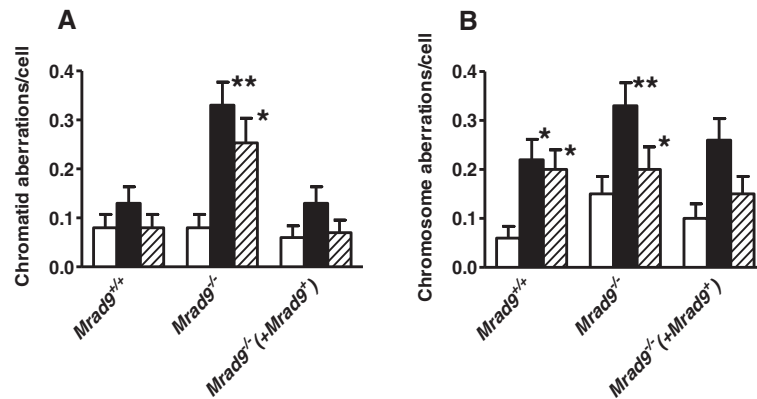 A
Chromatid aberrations/cell
0.4
0.3
0.2
0.1
0.0
**
*
Mrad9+/+
Mrad9-/-
Mrad9-/-(+Mrad9+)
B
Chromosome aberrations/cell
0.4
0.3
0.2
0.1
0.0
*
*
**
*
Mrad9+/+
Mrad9-/-
Mrad9-/-(+Mrad9+)